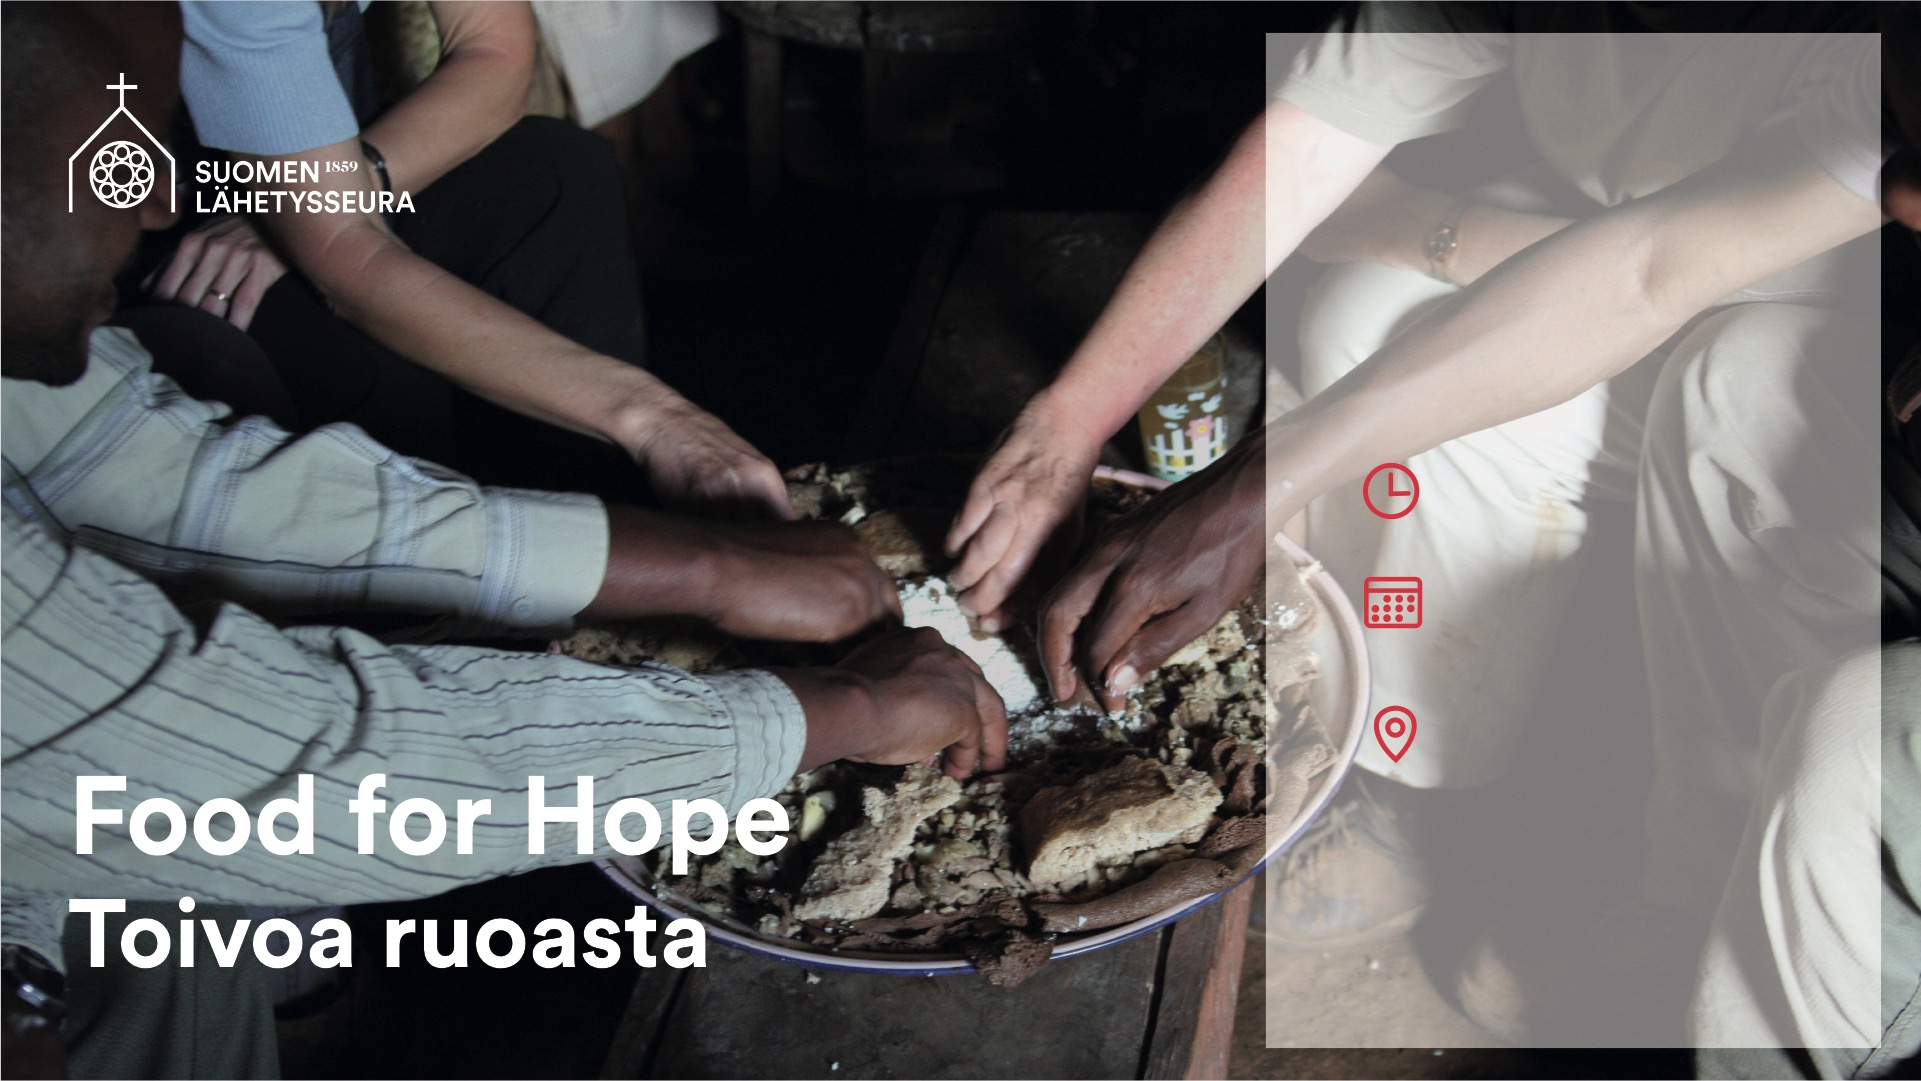 SUOMEN 1859
LÄHETYSSEURA
Food for Hope
Toivoa ruoasta